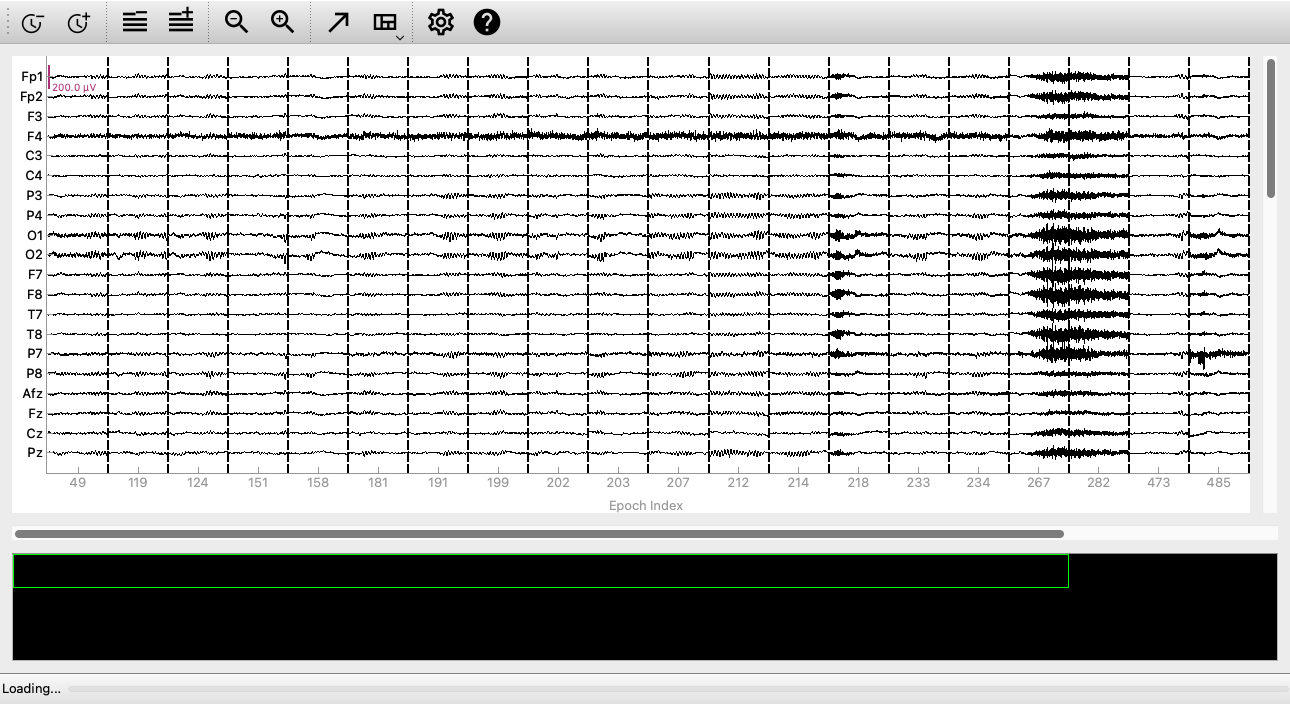 Fp1
200.0 µV
Fp2
F3
F4
C3
C4
P3
P4
O1
O2
F7
F8
T7
T8
P7
P8
Afz
Fz
Cz
Pz
49 119 124 151 158 181 191 199 202 203 207 212 214 218 233 234 267 282 473 485
Epoch Index
Loading...